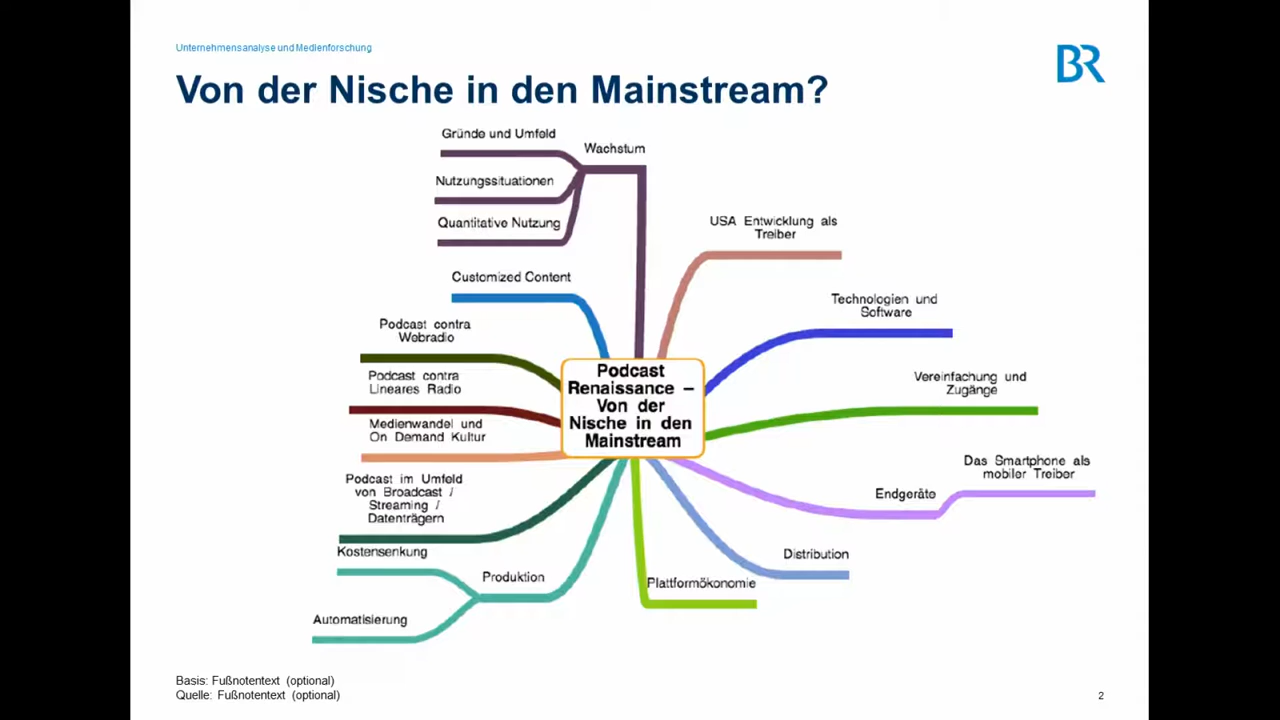 Unternehmensanalyse und Medienforschung
BR
Von der Nische in den Mainstream?
Gründe und Umfeld
Wachstum
Nutzungssituationen
Quantitative Nutzung
Customized Content
Podcast contra
Webradio
Podcast contra
Lineares Radio
Medienwandel und
On Demand Kultur
Podcast im Umfeld
von Broadcast /
Streaming /
Datenträgern
Kostensenkung
Produktion
Automatisierung
Podcast
Renaissance –
Von der
Nische in den
Mainstream
USA Entwicklung als
Treiber
Technologien und
Software
Vereinfachung und
Zugänge
Das Smartphone als
mobiler Treiber
Endgeräte
Distribution
Plattformökonomie
Basis: Fußnotentext (optional)
Quelle: Fußnotentext (optional)
2